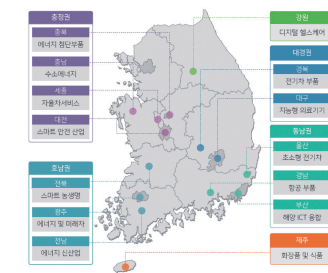 충청권
충북
에너지 첨단부품
충남
수소에너지
세종
자율차서비스
대전
스마트 안전 산업
호남권
전북
스마트 농생명
광주
에너지 및 미래차
전남
에너지 신산업
강원
디지털 헬스케어
대경권
경북
전기차 부품
대구
지능형 의료기기
동남권
울산
초소형 전기차
경남
항공 부품
부산
해양 ICT 융합
제주
화장품 및 식품